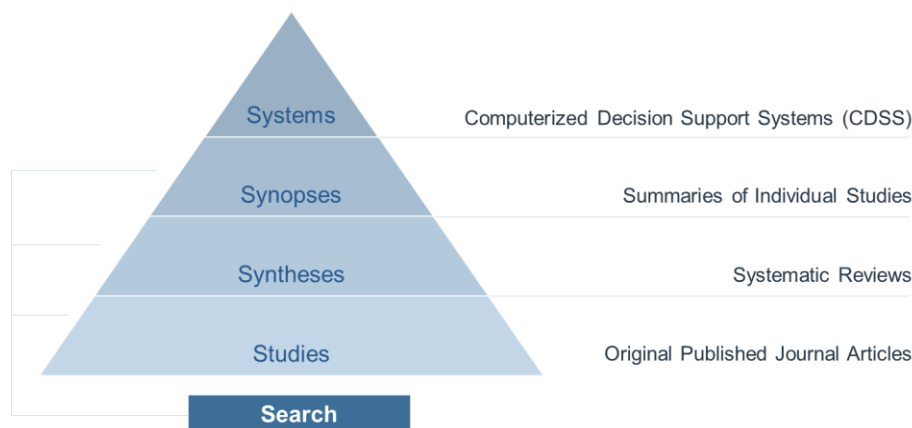 Systems
Computerized Decision Support Systems (CDSS)
Synopses
Summaries of Individual Studies
Syntheses
Systematic Reviews
Studies
Original Published Journal Articles
Search